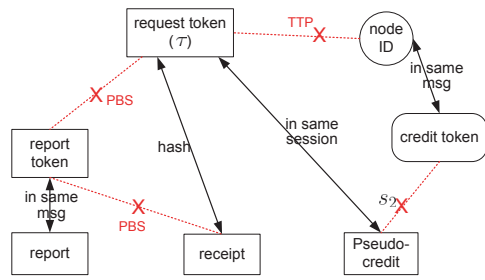 request token
(τ)
TTP
node
ID
PBS
in same
msg
report
token
hash
in same
session
credit token
in same
msg
PBS
s2
report
receipt
Pseudo-
credit